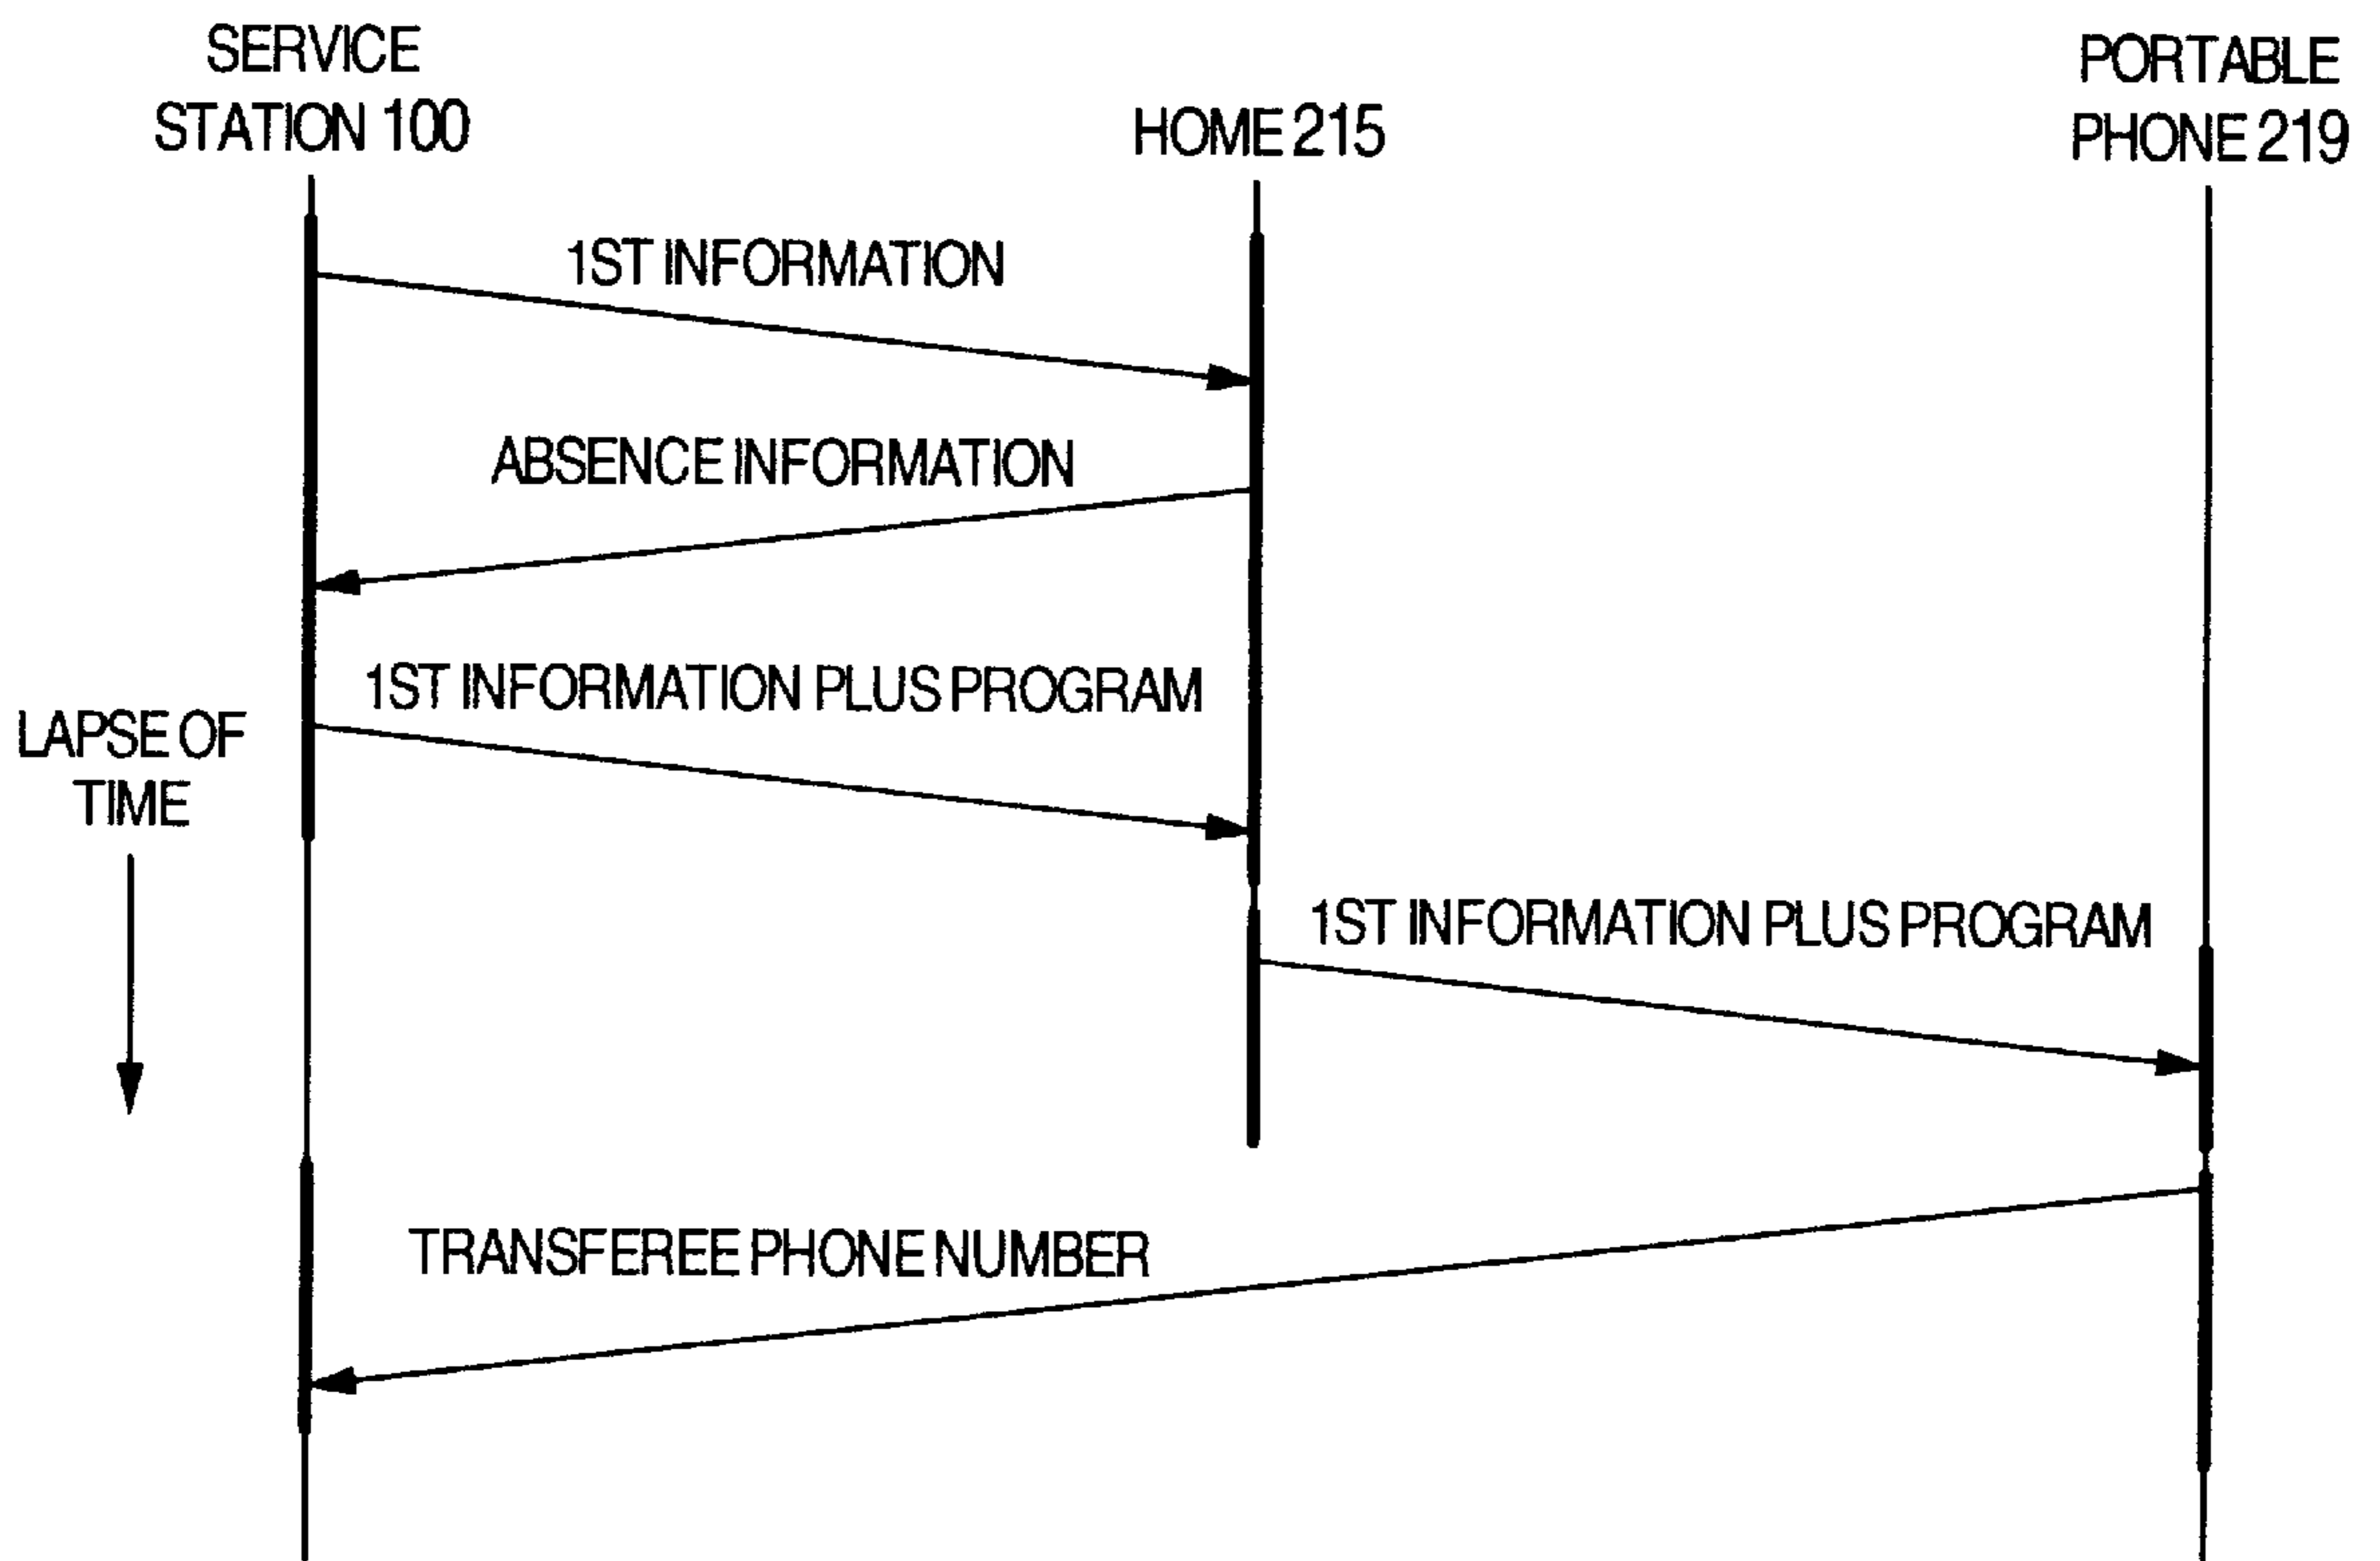 SERVICE
STATION 100
HOME 215
PORTABLE
PHONE 219
1ST INFORMATION
ABSENCE INFORMATION
1ST INFORMATION PLUS PROGRAM
LAPSE OF
TIME
1ST INFORMATION PLUS PROGRAM
TRANSFEREE PHONE NUMBER